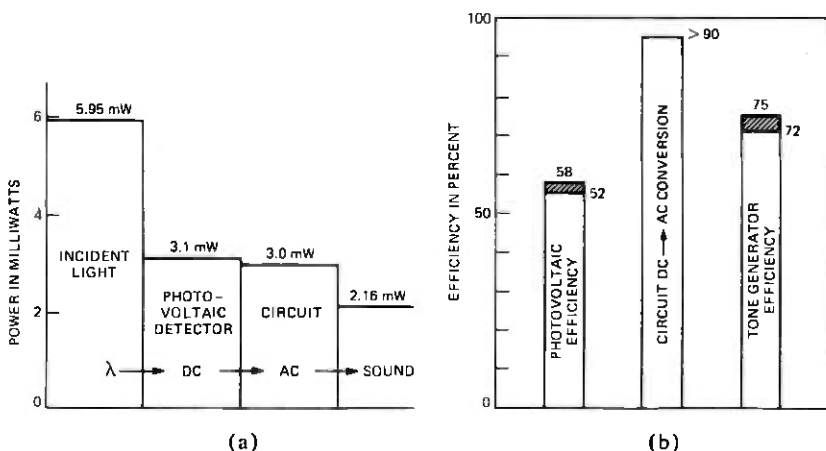 POWER IN MILLIWATTS
6
4
2
0
5.95 mW
3.1 mW
3.0 mW
2.16 mW
INCIDENT
LIGHT
PHOTO-
VOLTAIC
DETECTOR
CIRCUIT
λ → DC → AC → SOUND
(a)
EFFICIENCY IN PERCENT
100
50
0
58
52
> 90
75
72
PHOTOVOLTAIC
EFFICIENCY
CIRCUIT DC → AC CONVERSION
TONE GENERATOR
EFFICIENCY
(b)